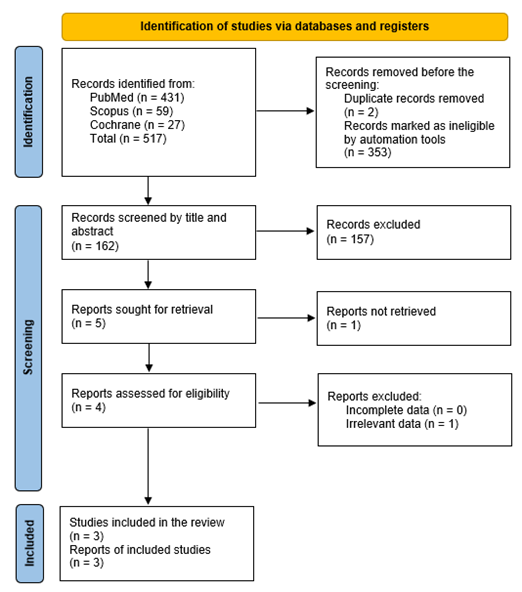 Identification of studies via databases and registers
Identification
Records identified from:
PubMed (n = 431)
Scopus (n = 59)
Cochrane (n = 27)
Total (n = 517)
Records removed before the
screening:
Duplicate records removed
(n = 2)
Records marked as ineligible
by automation tools
(n = 353)
Screening
Records screened by title and
abstract
(n = 162)
Records excluded
(n = 157)
Reports sought for retrieval
(n = 5)
Reports not retrieved
(n = 1)
Reports assessed for eligibility
(n = 4)
Reports excluded:
Incomplete data (n = 0)
Irrelevant data (n = 1)
Included
Studies included in the review
(n = 3)
Reports of included studies
(n = 3)